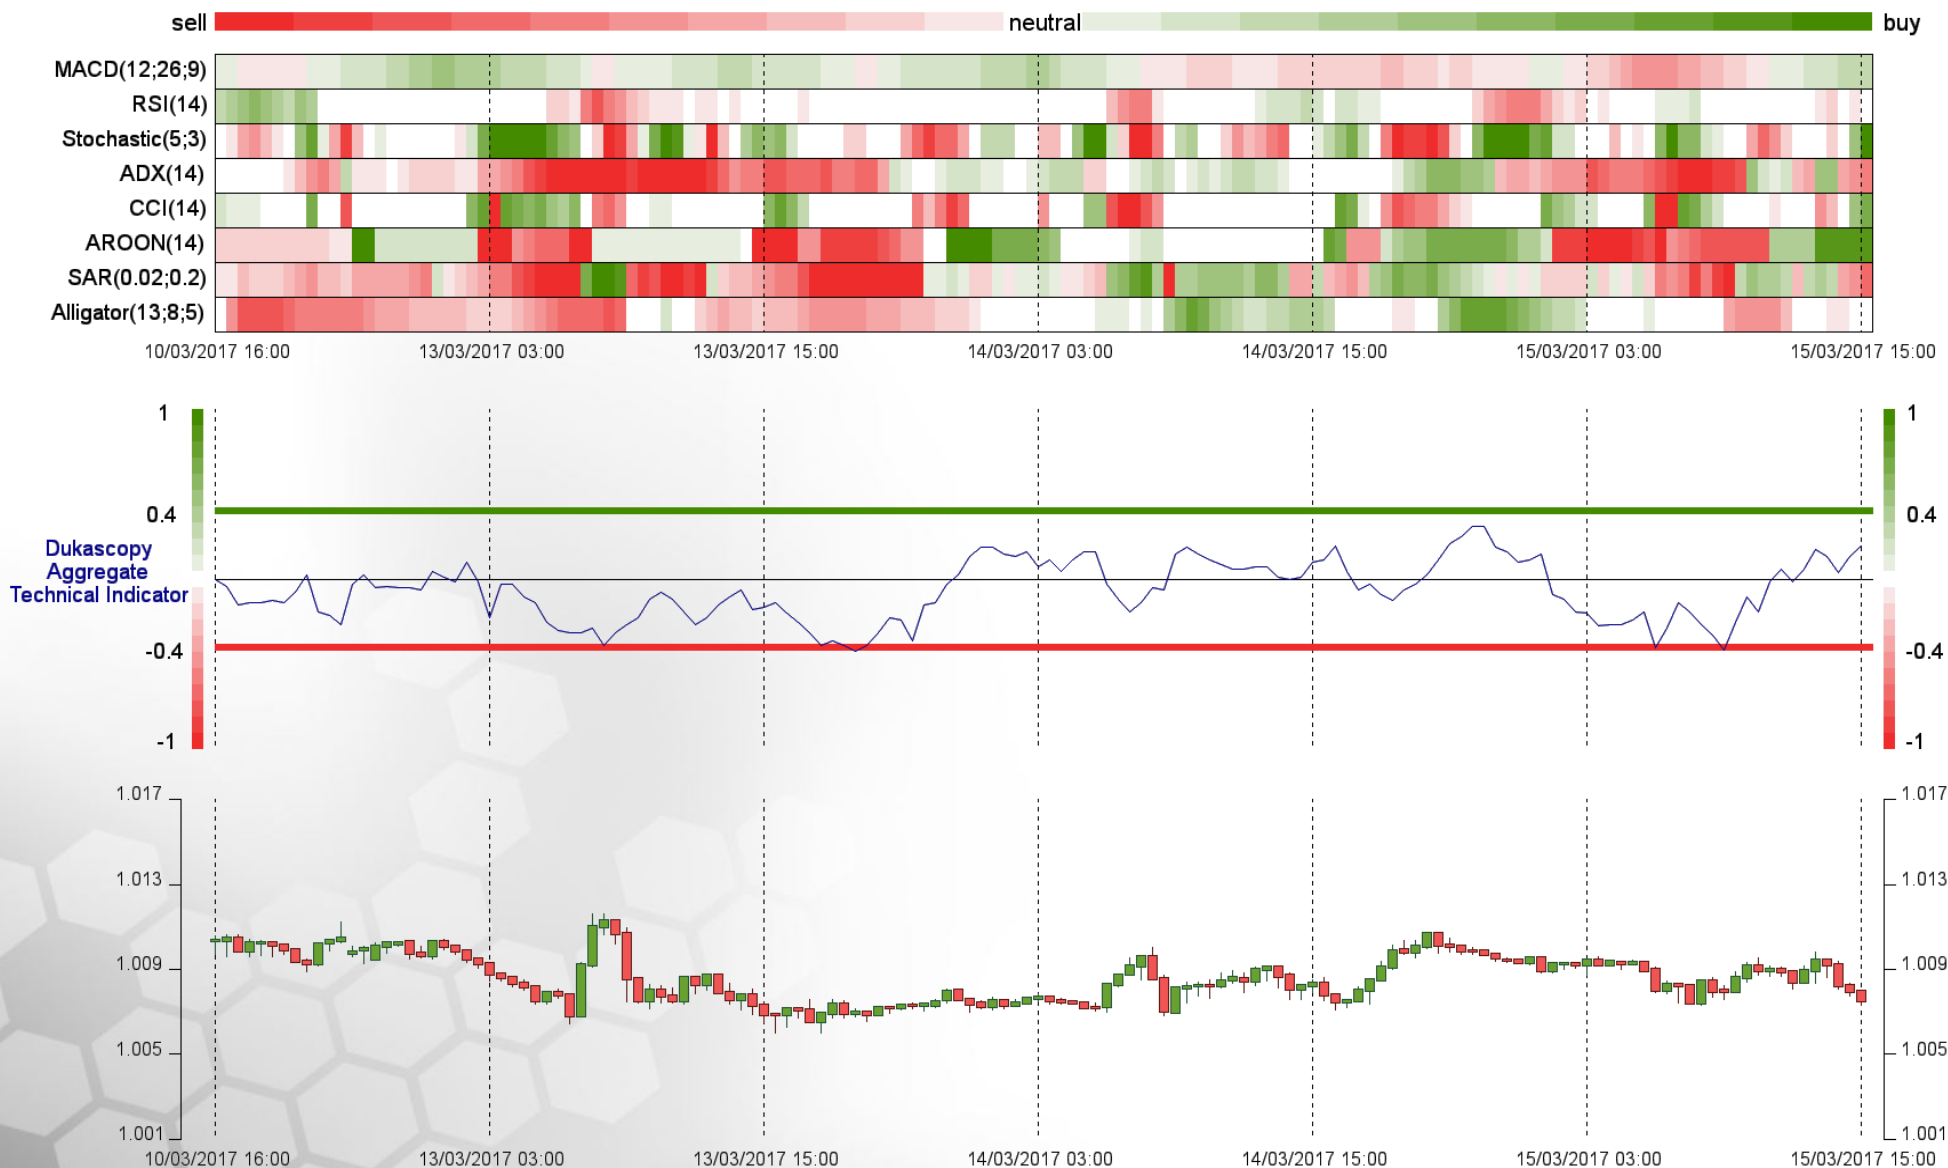 sell neutral buy
MACD(12;26;9)
RSI(14)
Stochastic(5;3)
ADX(14)
CCI(14)
AROON(14)
SAR(0.02;0.2)
Alligator(13;8;5)
10/03/2017 16:00 13/03/2017 03:00 13/03/2017 15:00 14/03/2017 03:00 14/03/2017 15:00 15/03/2017 03:00 15/03/2017 15:00
1 1
0.4 0.4
Dukascopy
Aggregate
Technical Indicator
-0.4 -0.4
-1 -1
1.017 1.017
1.013 1.013
1.009 1.009
1.005 1.005
1.001 1.001
10/03/2017 16:00 13/03/2017 03:00 13/03/2017 15:00 14/03/2017 03:00 14/03/2017 15:00 15/03/2017 03:00 15/03/2017 15:00